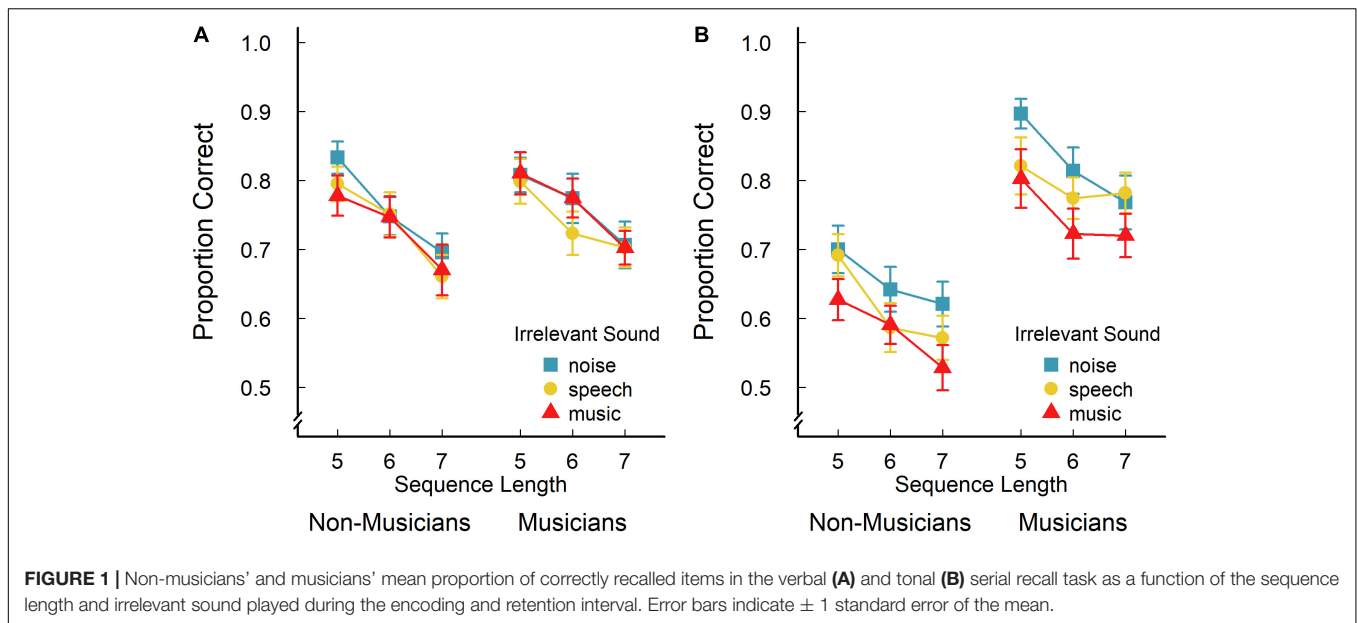 A
1.0
0.9
0.8
0.7
0.6
0.5
Proportion Correct
Irrelevant Sound
noise
speech
music
5 6 7 5 6 7
Sequence Length
Non-Musicians Musicians
B
1.0
0.9
0.8
0.7
0.6
0.5
Proportion Correct
Irrelevant Sound
noise
speech
music
5 6 7 5 6 7
Sequence Length
Non-Musicians Musicians
FIGURE 1 | Non-musicians’ and musicians’ mean proportion of correctly recalled items in the verbal (A) and tonal (B) serial recall task as a function of the sequence
length and irrelevant sound played during the encoding and retention interval. Error bars indicate ± 1 standard error of the mean.